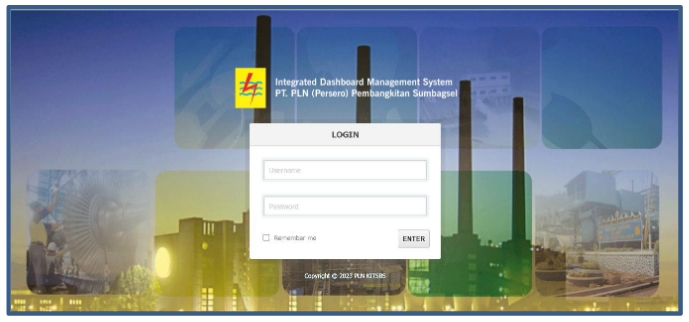 Integrated Dashboard Management System
PT. PLN (Persero) Pembangkitan Sumbagsel
LOGIN
Username
Password
Remember me
ENTER
Copyright © 2023 PLN KITSBS